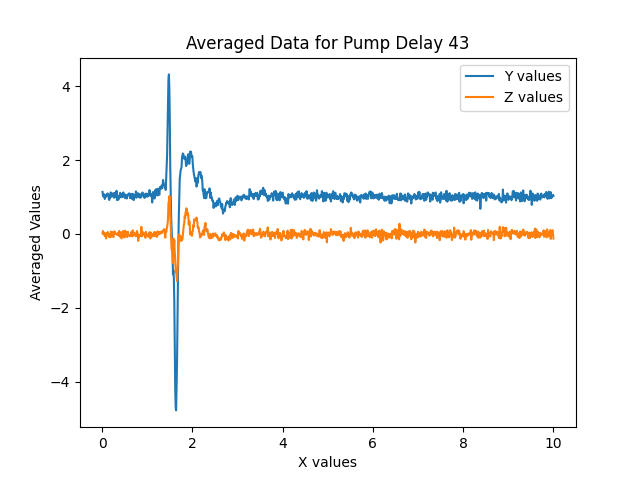 Averaged Data for Pump Delay 43
Y values
Z values
Averaged Values
4
2
0
−2
−4
0
2
4
6
8
10
X values